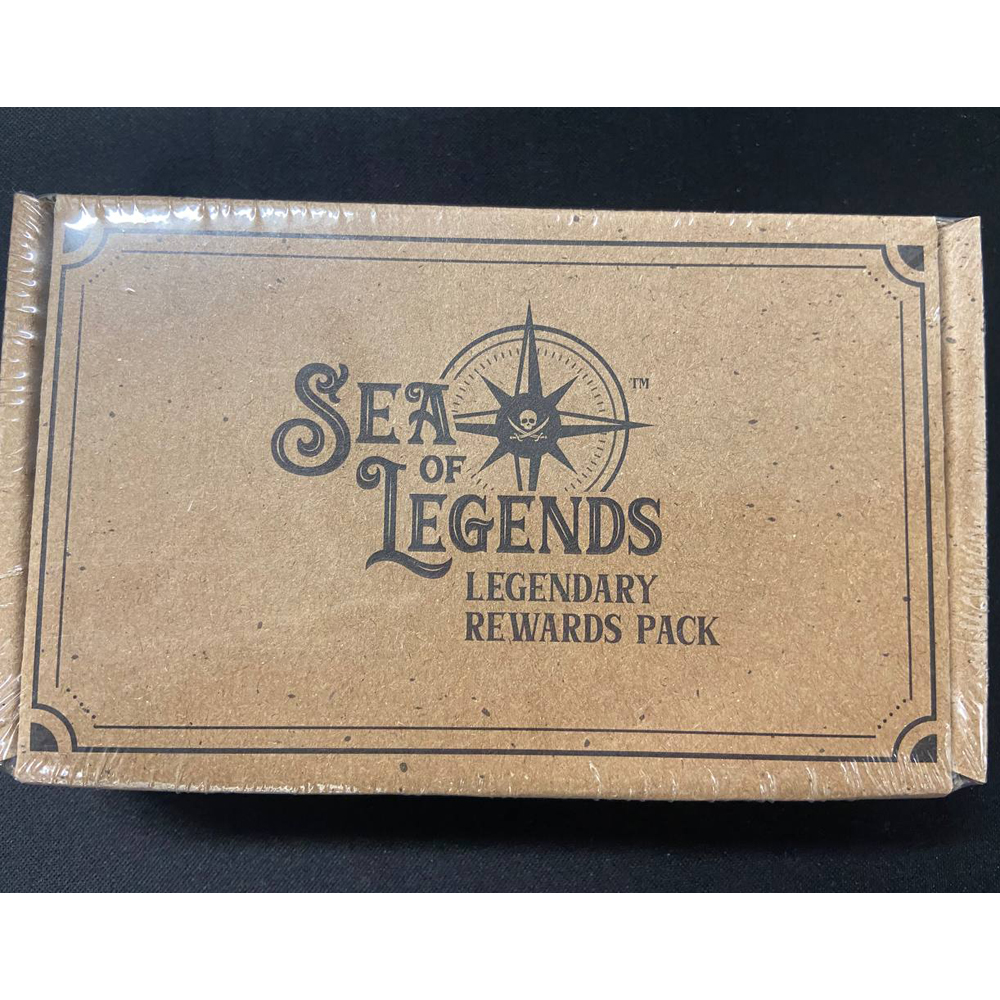 SEA
OF
LEGENDS
™
LEGENDARY
REWARDS PACK